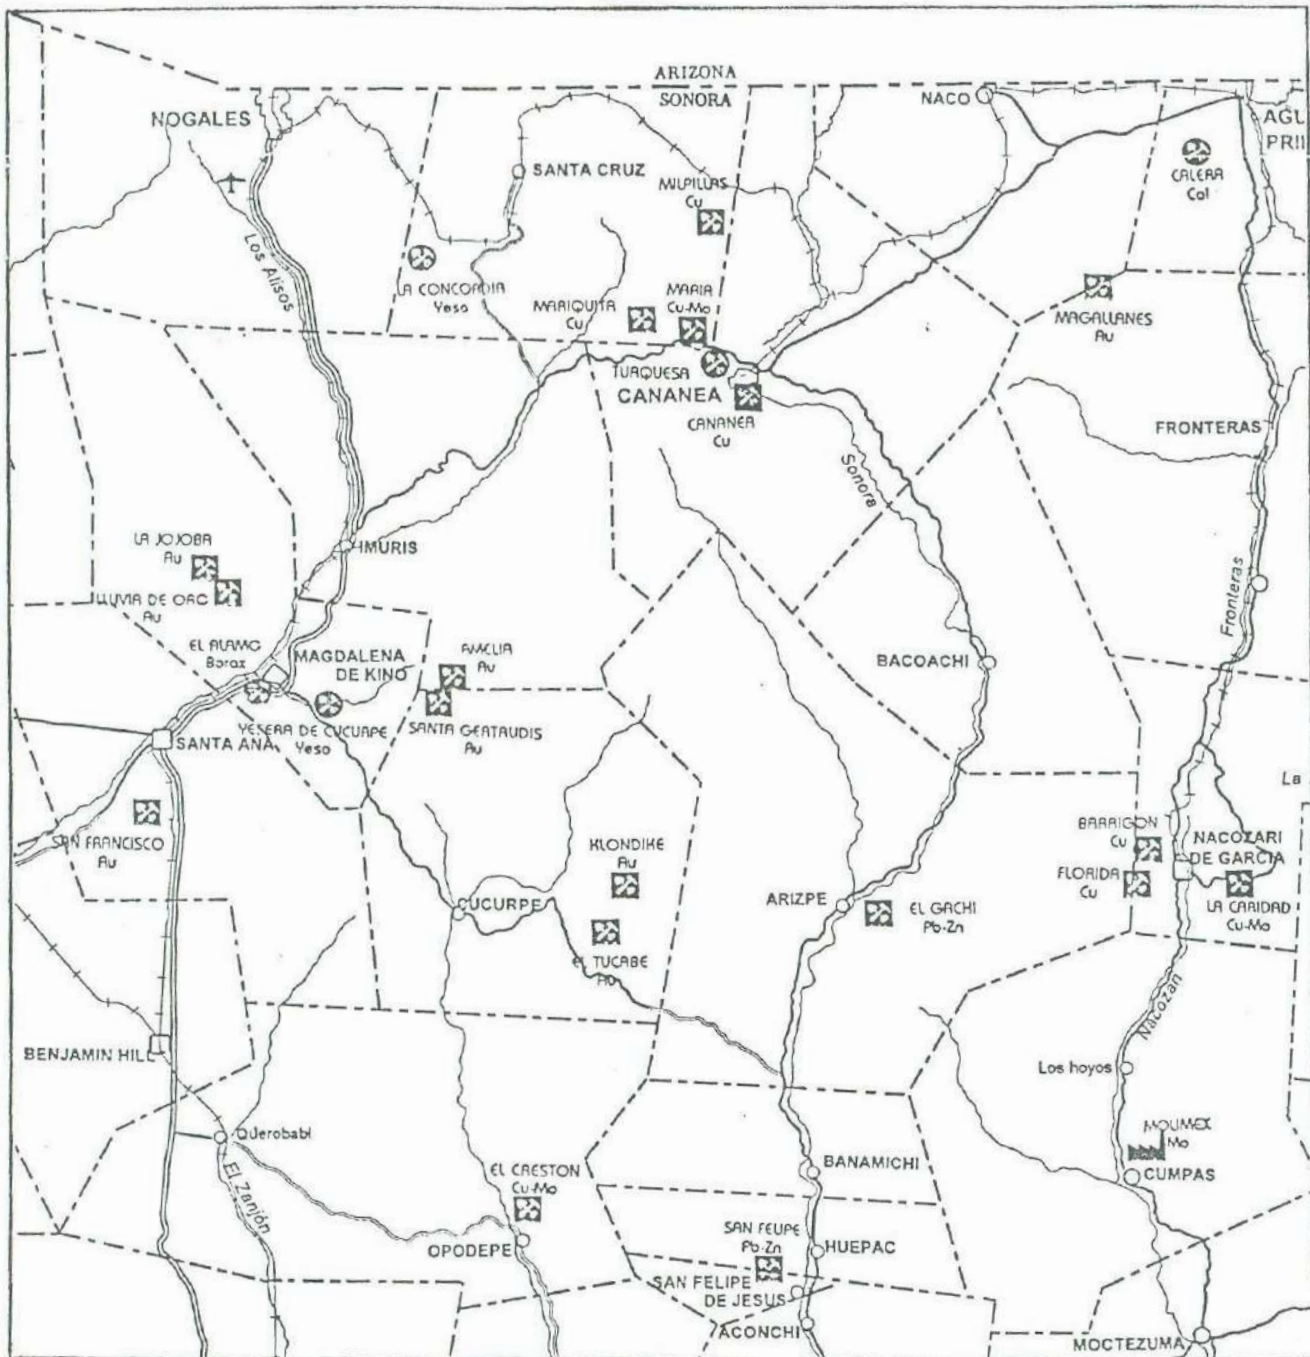 ARIZONA
SONORA
NACO
NOGALES
AGU
PRII
SANTA CRUZ
CALERA
Cal
MILPILLAS
Cu
Los Alisos
LA CONCORDIA
Yeso
MARIQUITA
Cu
MARIA
Cu-Mo
MAGALLANES
Au
TURQUESA
CANANEA
CANANEA
Cu
FRONTERAS
Sonora
IMURIS
LA JOJOBA
Au
LLUVIA DE ORO
Au
Fronteras
EL ALAMO
Borax
MAGDALENA
DE KINO
AMELIA
Au
BACOACHI
YESERA DE CUCURPE
Yeso
SANTA GERTRUDIS
Au
SANTA ANA
La
SAN FRANCISCO
Au
KLONDIKE
Au
BARRIGON
Cu
NACOZARI
DE GARCIA
FLORIDA
Cu
CUCURPE
ARIZPE
EL GACHI
Pb-Zn
LA CARIDAD
Cu-Mo
EL TUCABE
Au
Nacozari
BENJAMIN HILL
Los hoyos
Querobabi
MOLIMEX
Mo
EL CRESTON
Cu-Mo
BANAMICHI
CUMPAS
El Zanjón
SAN FELIPE
Pb-Zn
OPODEPE
HUEPAC
SAN FELIPE
DE JESUS
ACONCHI
MOCTEZUMA